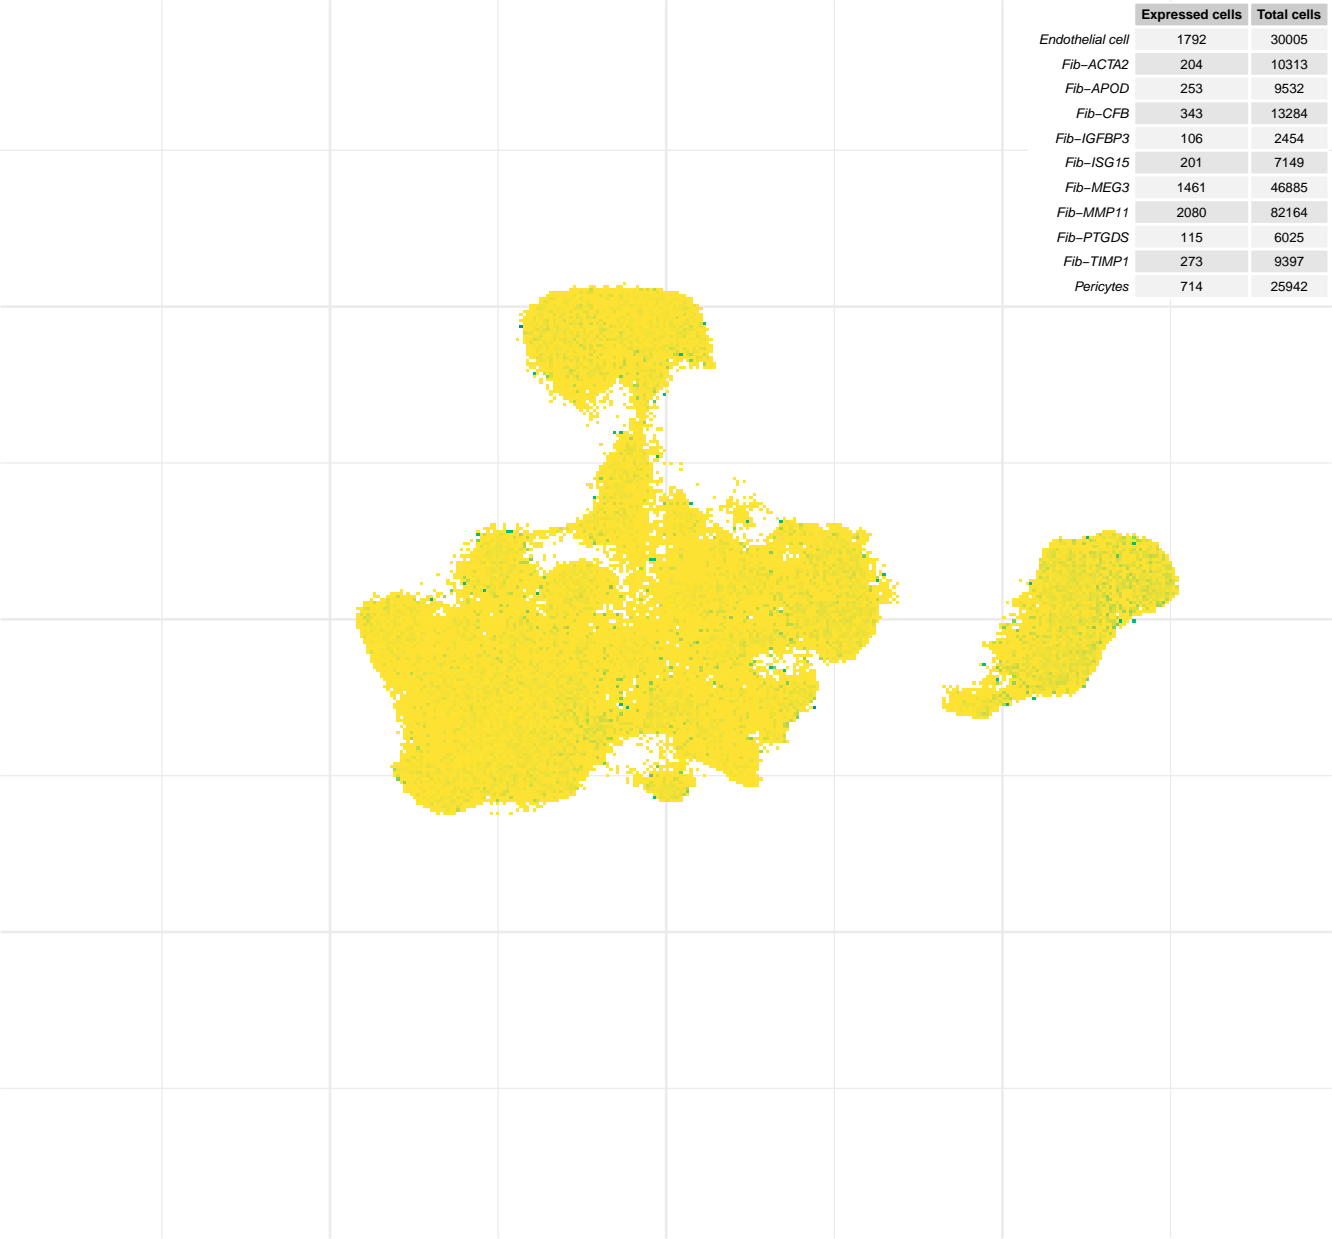 Expressed cells Total cells
Endothelial cell 1792 30005
Fib−ACTA2 204 10313
Fib−APOD 253 9532
Fib−CFB 343 13284
Fib−IGFBP3 106 2454
Fib−ISG15 201 7149
Fib−MEG3 1461 46885
Fib−MMP11 2080 82164
Fib−PTGDS 115 6025
Fib−TIMP1 273 9397
Pericytes 714 25942